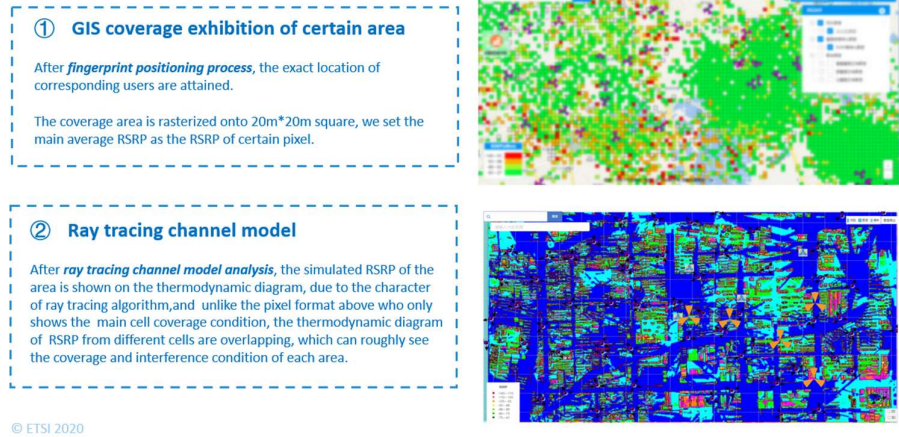 ① GIS coverage exhibition of certain area
After fingerprint positioning process, the exact location of
corresponding users are attained.
The coverage area is rasterized onto 20m*20m square, we set the
main average RSRP as the RSRP of certain pixel.
② Ray tracing channel model
After ray tracing channel model analysis, the simulated RSRP of the
area is shown on the thermodynamic diagram, due to the character
of ray tracing algorithm,and unlike the pixel format above who only
shows the main cell coverage condition, the thermodynamic diagram
of RSRP from different cells are overlapping, which can roughly see
the coverage and interference condition of each area.
© ETSI 2020